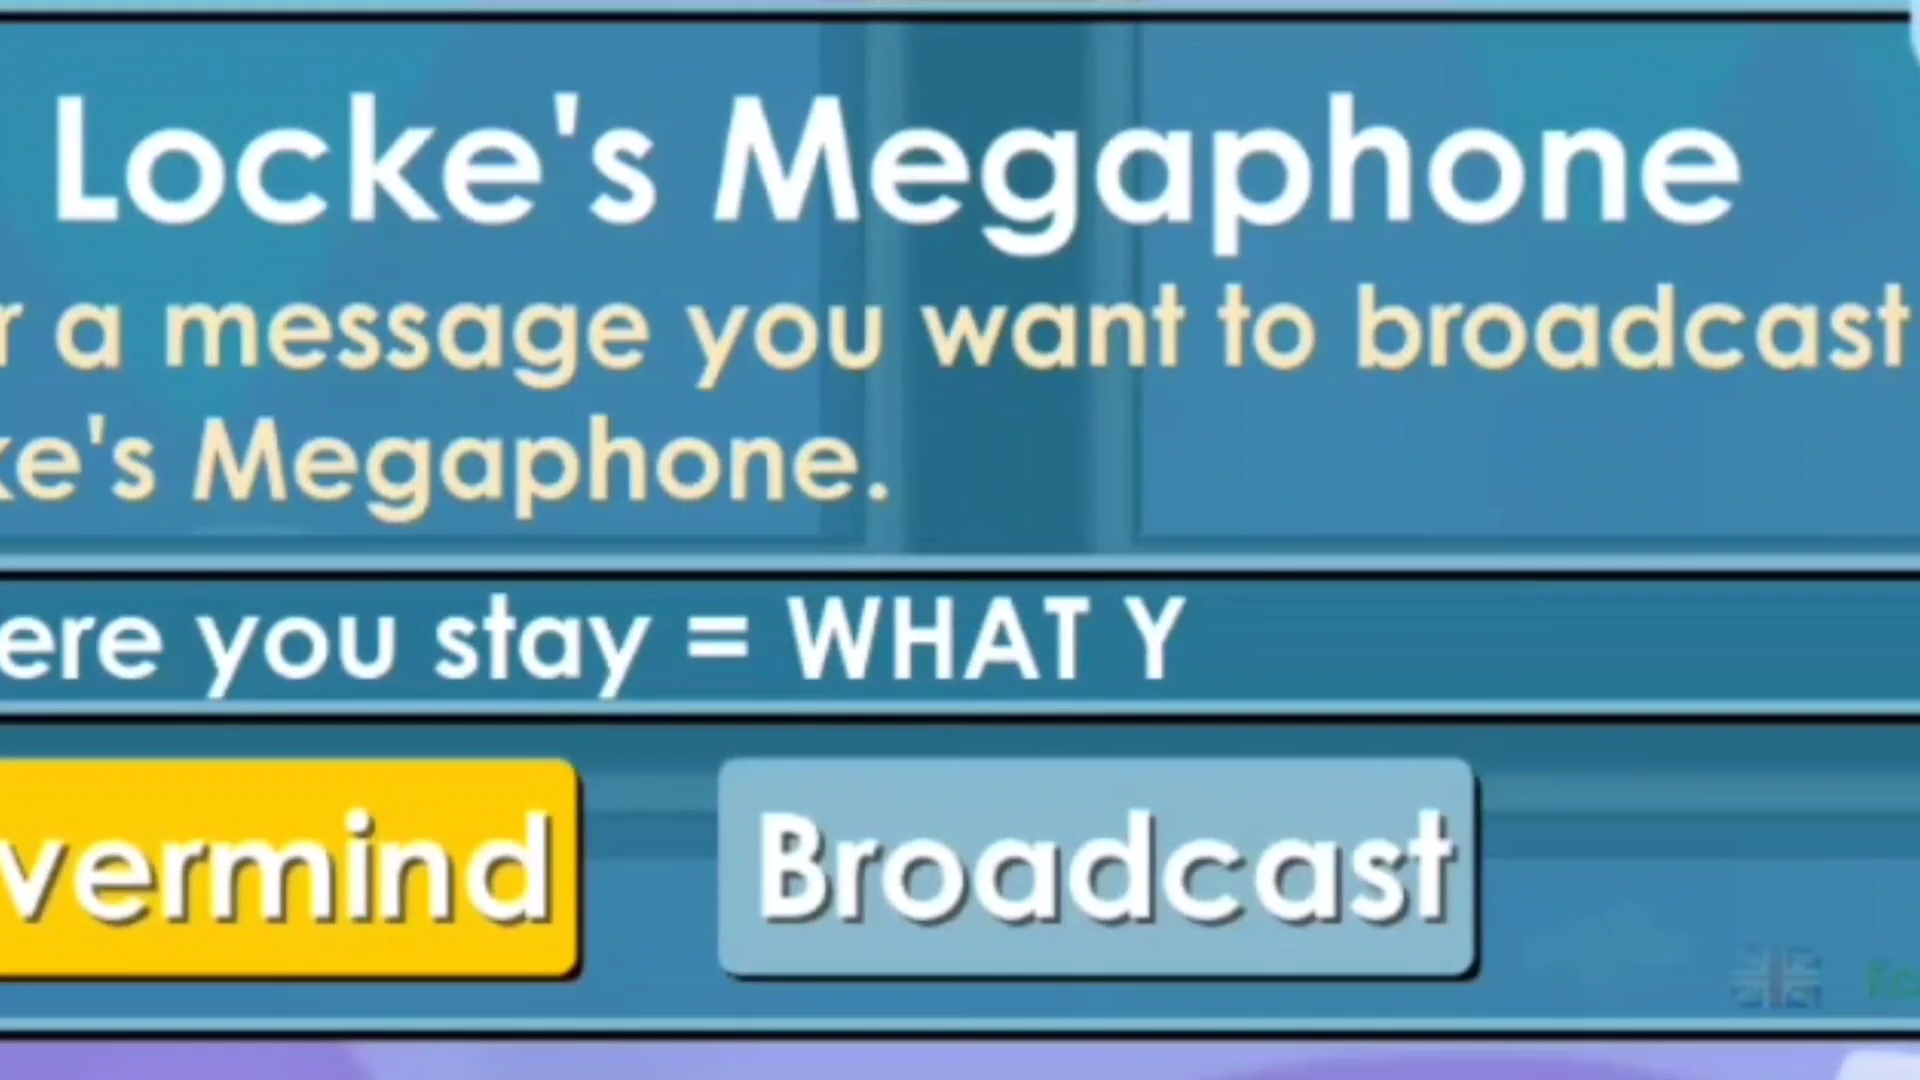 Locke's Megaphone
r a message you want to broadcast
ke's Megaphone.
ere you stay = WHAT Y
vermind Broadcast